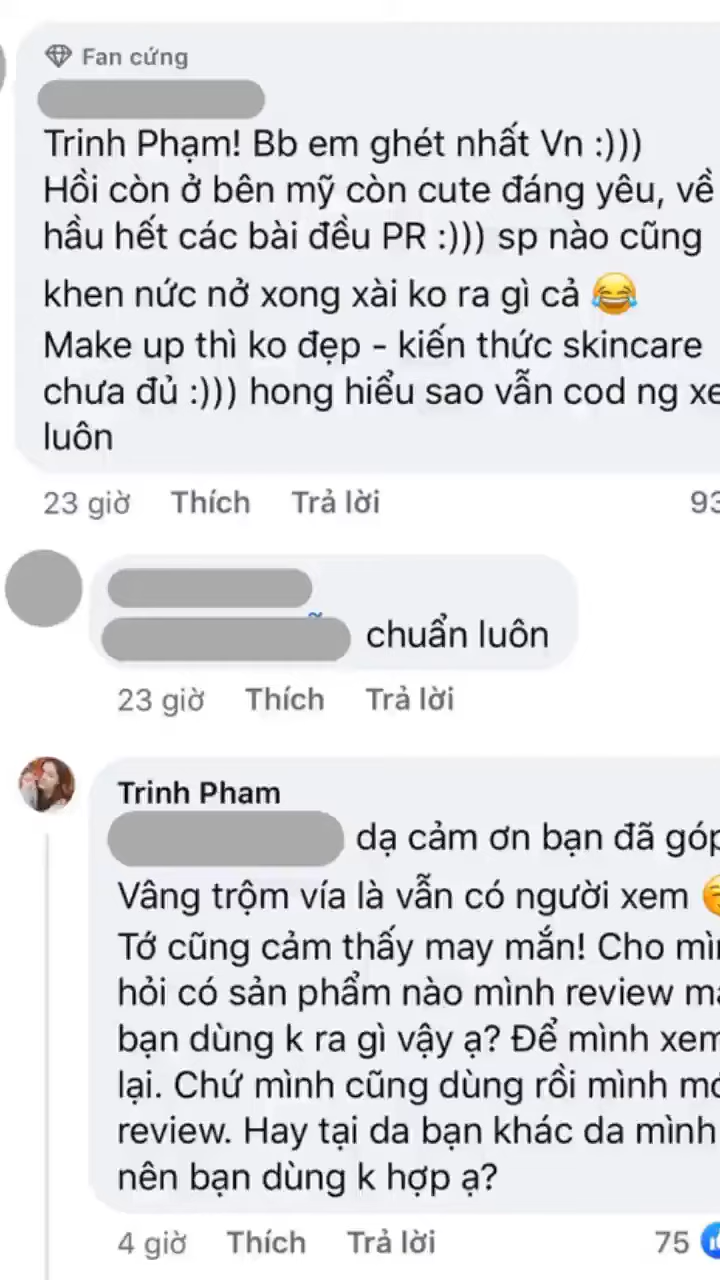 Fan cứng
Trinh Phạm! Bb em ghét nhất Vn :)))
Hồi còn ở bên mỹ còn cute đáng yêu, về
hầu hết các bài đều PR :))) sp nào cũng
khen nức nở xong xài ko ra gì cả 😂
Make up thì ko đẹp - kiến thức skincare
chưa đủ :))) hong hiểu sao vẫn cod ng
luôn
23 giờ Thích Trả lời 93
chuẩn luôn
23 giờ Thích Trả lời
Trinh Pham
dạ cảm ơn bạn đã
Vâng trộm vía là vẫn có người xem
Tớ cũng cảm thấy may mắn! Cho
hỏi có sản phẩm nào mình review
bạn dùng k ra gì vậy ạ? Để mình xem
lại. Chứ mình cũng dùng rồi mình
review. Hay tại da bạn khác da mình
nên bạn dùng k hợp ạ?
4 giờ Thích Trả lời 75